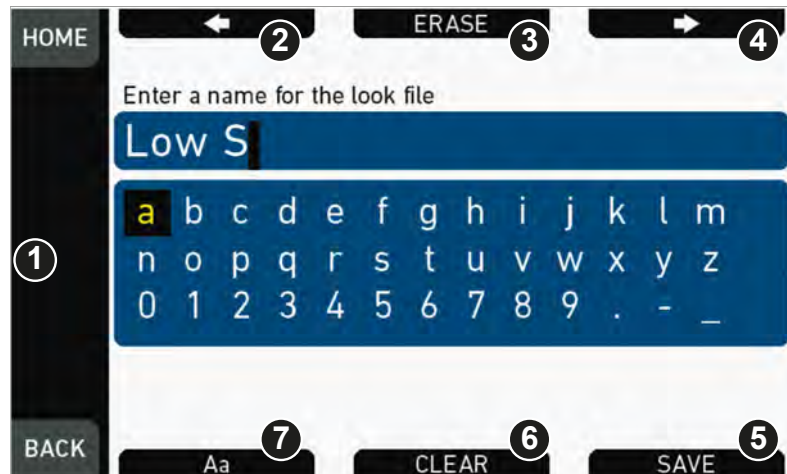 HOME
2
ERASE
3
4
Enter a name for the look file
Low S
a b c d e f g h i j k l m
1
n o p q r s t u v w x y z
0 1 2 3 4 5 6 7 8 9 . - _
BACK
7
6
5
Aa
CLEAR
SAVE